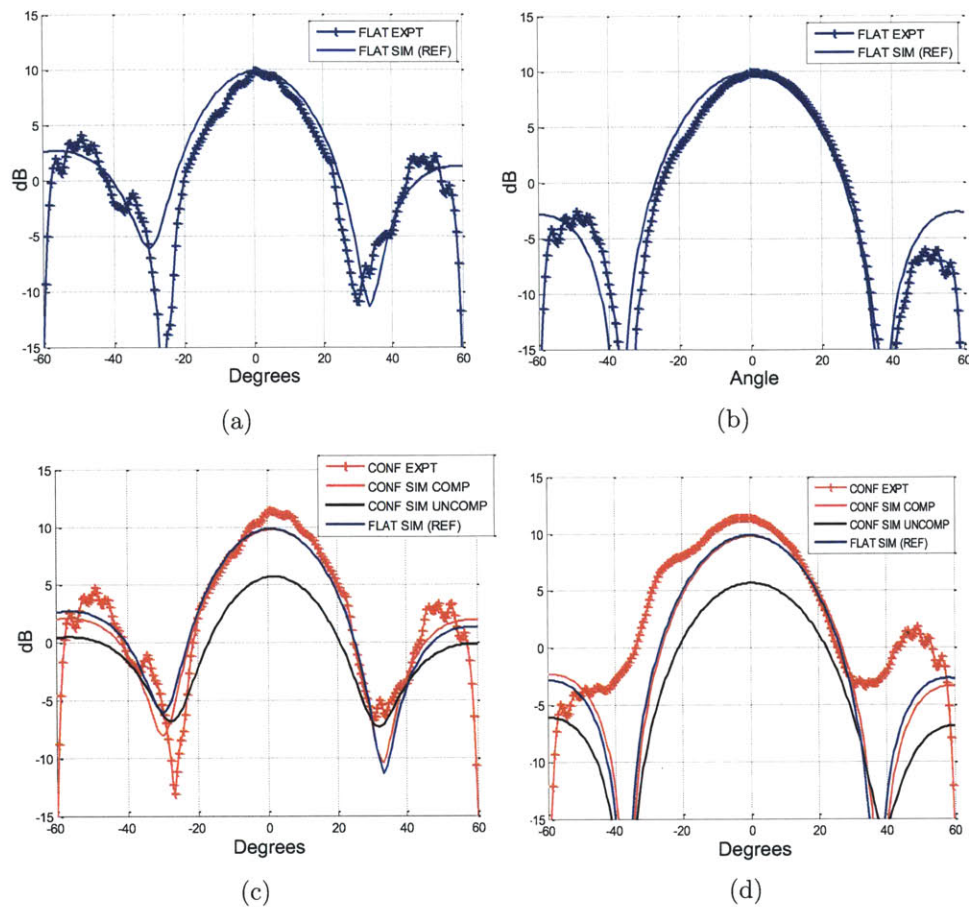 FLAT EXPT
FLAT SIM (REF)
15
10
5
0
-5
-10
-15
dB
-60 -40 -20 0 20 40 60
Degrees
(a)
FLAT EXPT
FLAT SIM (REF)
15
10
5
0
-5
-10
-15
dB
-60 -40 -20 0 20 40 60
Angle
(b)
CONF EXPT
CONF SIM COMP
CONF SIM UNCOMP
FLAT SIM (REF)
15
10
5
0
-5
-10
-15
dB
-60 -40 -20 0 20 40 60
Degrees
(c)
CONF EXPT
CONF SIM COMP
CONF SIM UNCOMP
FLAT SIM (REF)
15
10
5
0
-5
-10
-15
-60 -40 -20 0 20 40 60
Degrees
(d)